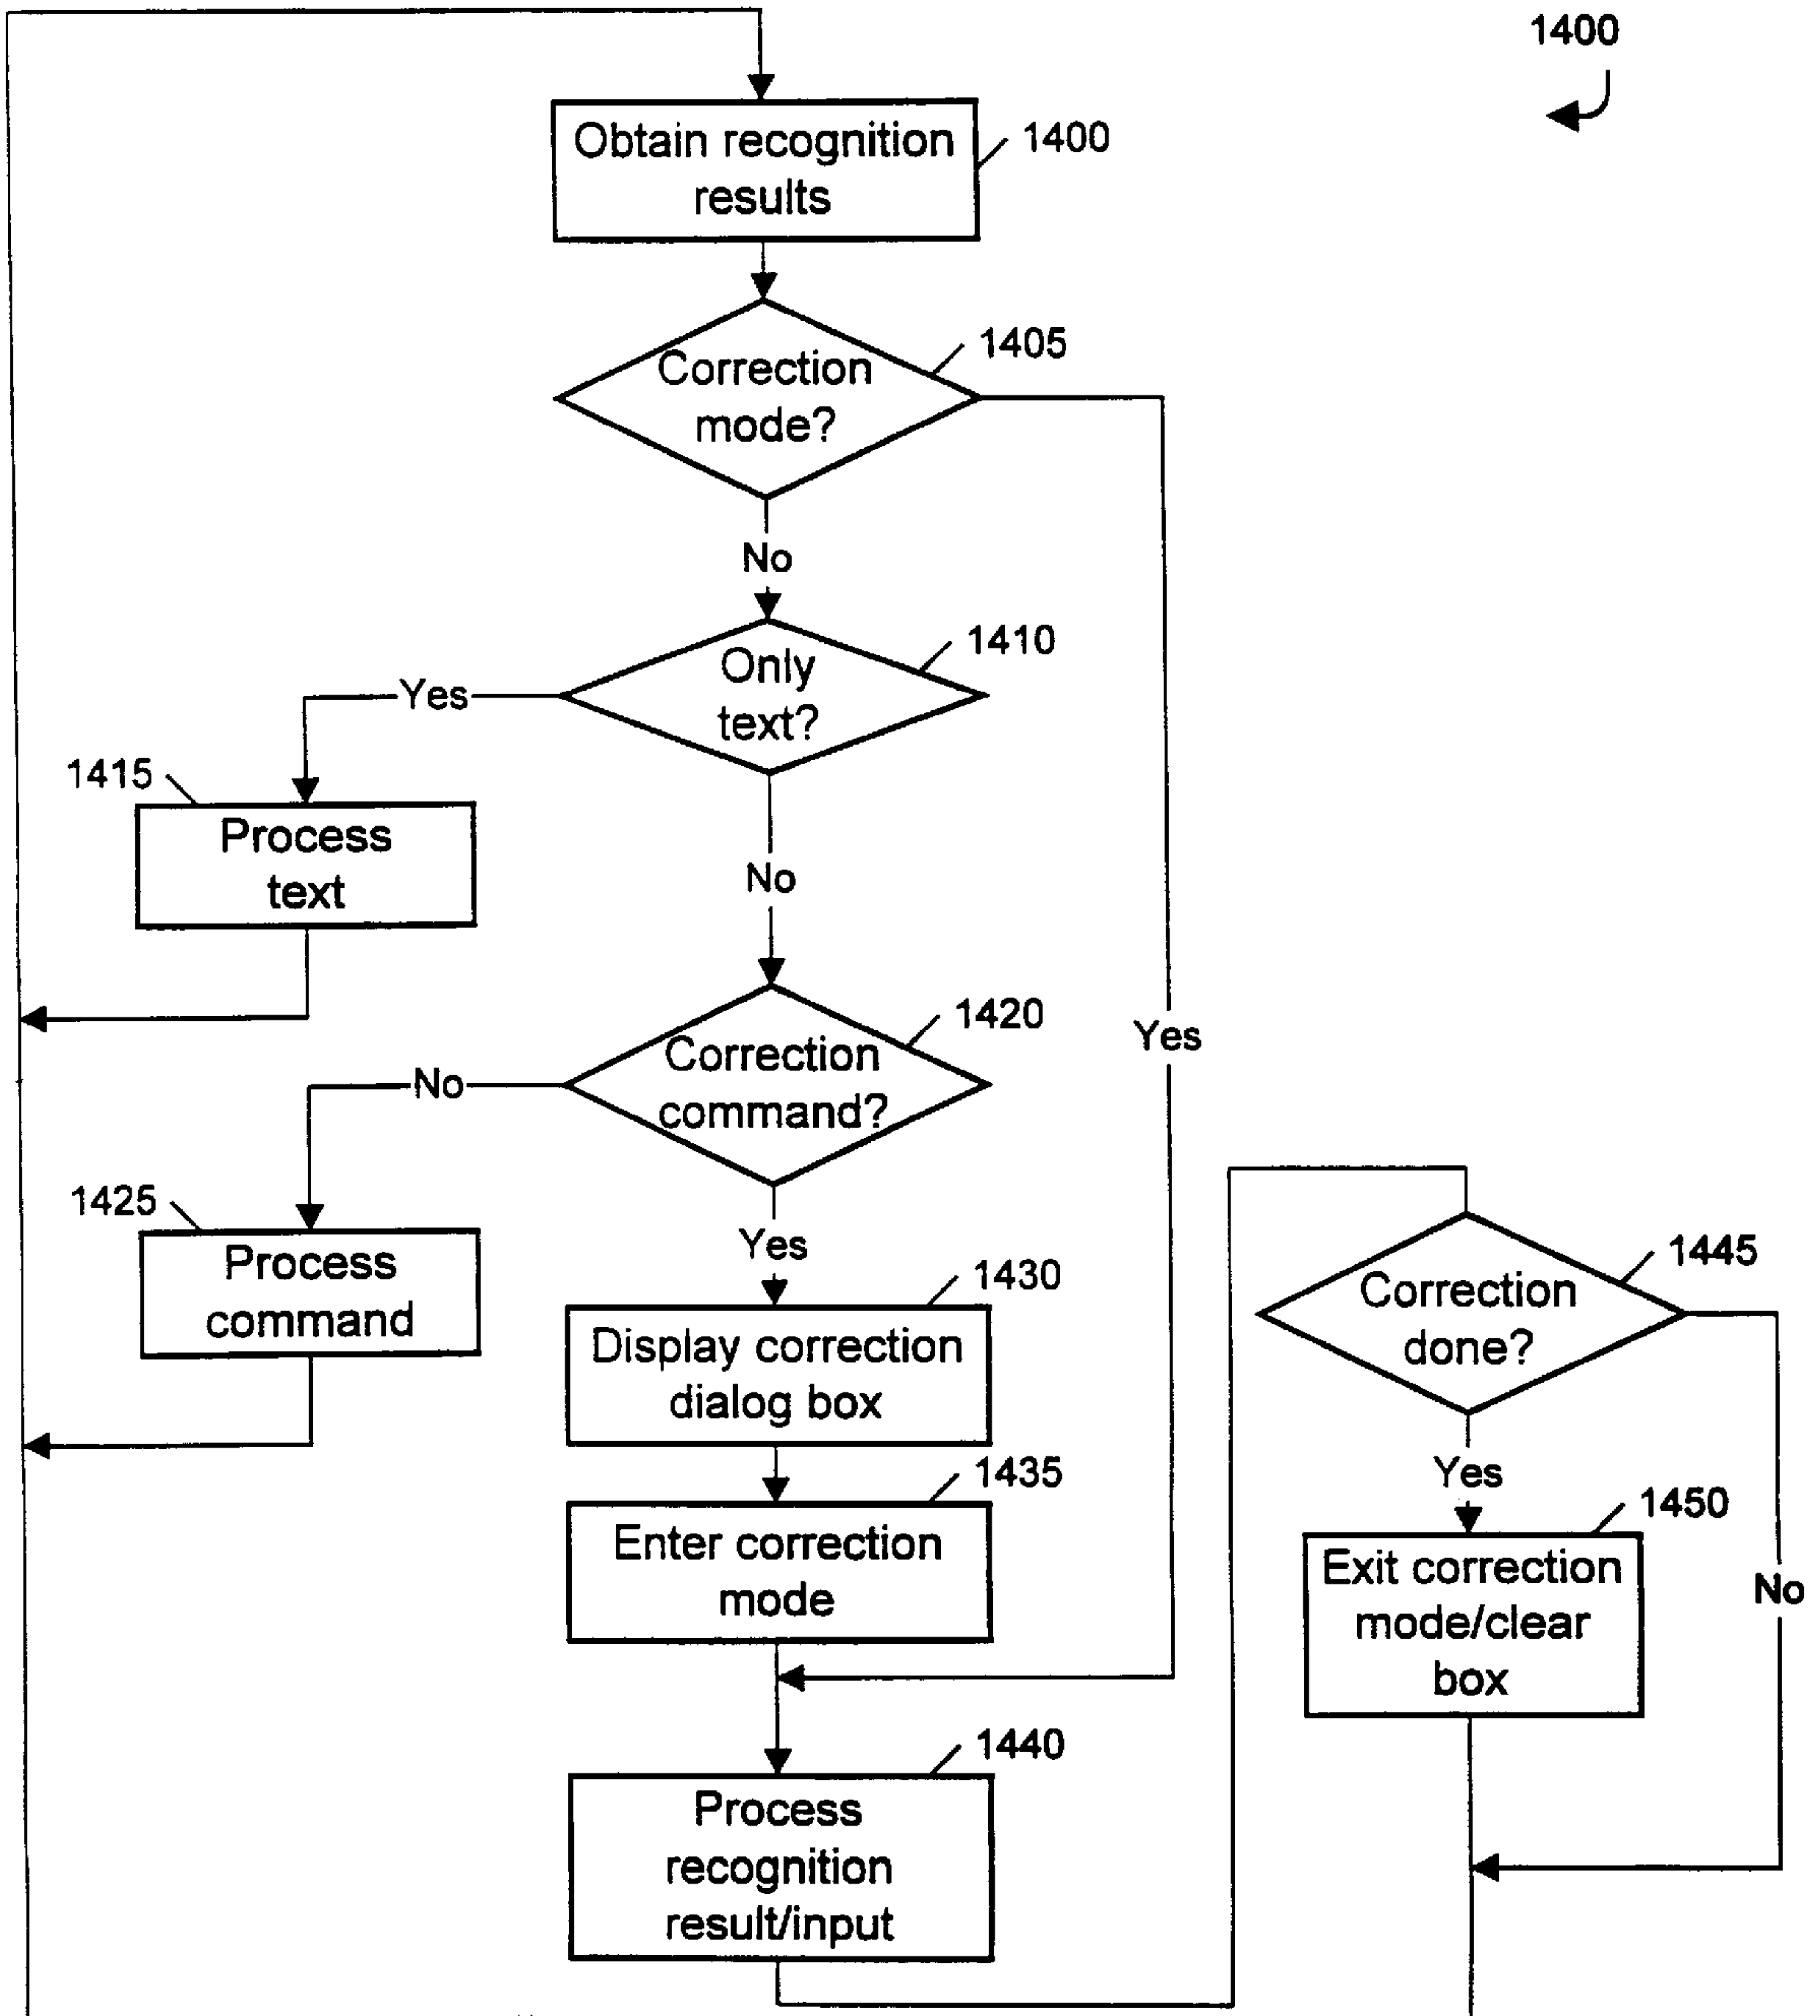 1400
Obtain recognition
results
1400
Correction
mode?
1405
No
Only
text?
1410
Yes
1415
Process
text
No
Correction
command?
1420
Yes
No
1425
Process
command
Yes
1430
Display correction
dialog box
1435
Enter correction
mode
1440
Process
recognition
result/input
1445
Correction
done?
Yes
No
1450
Exit correction
mode/clear
box